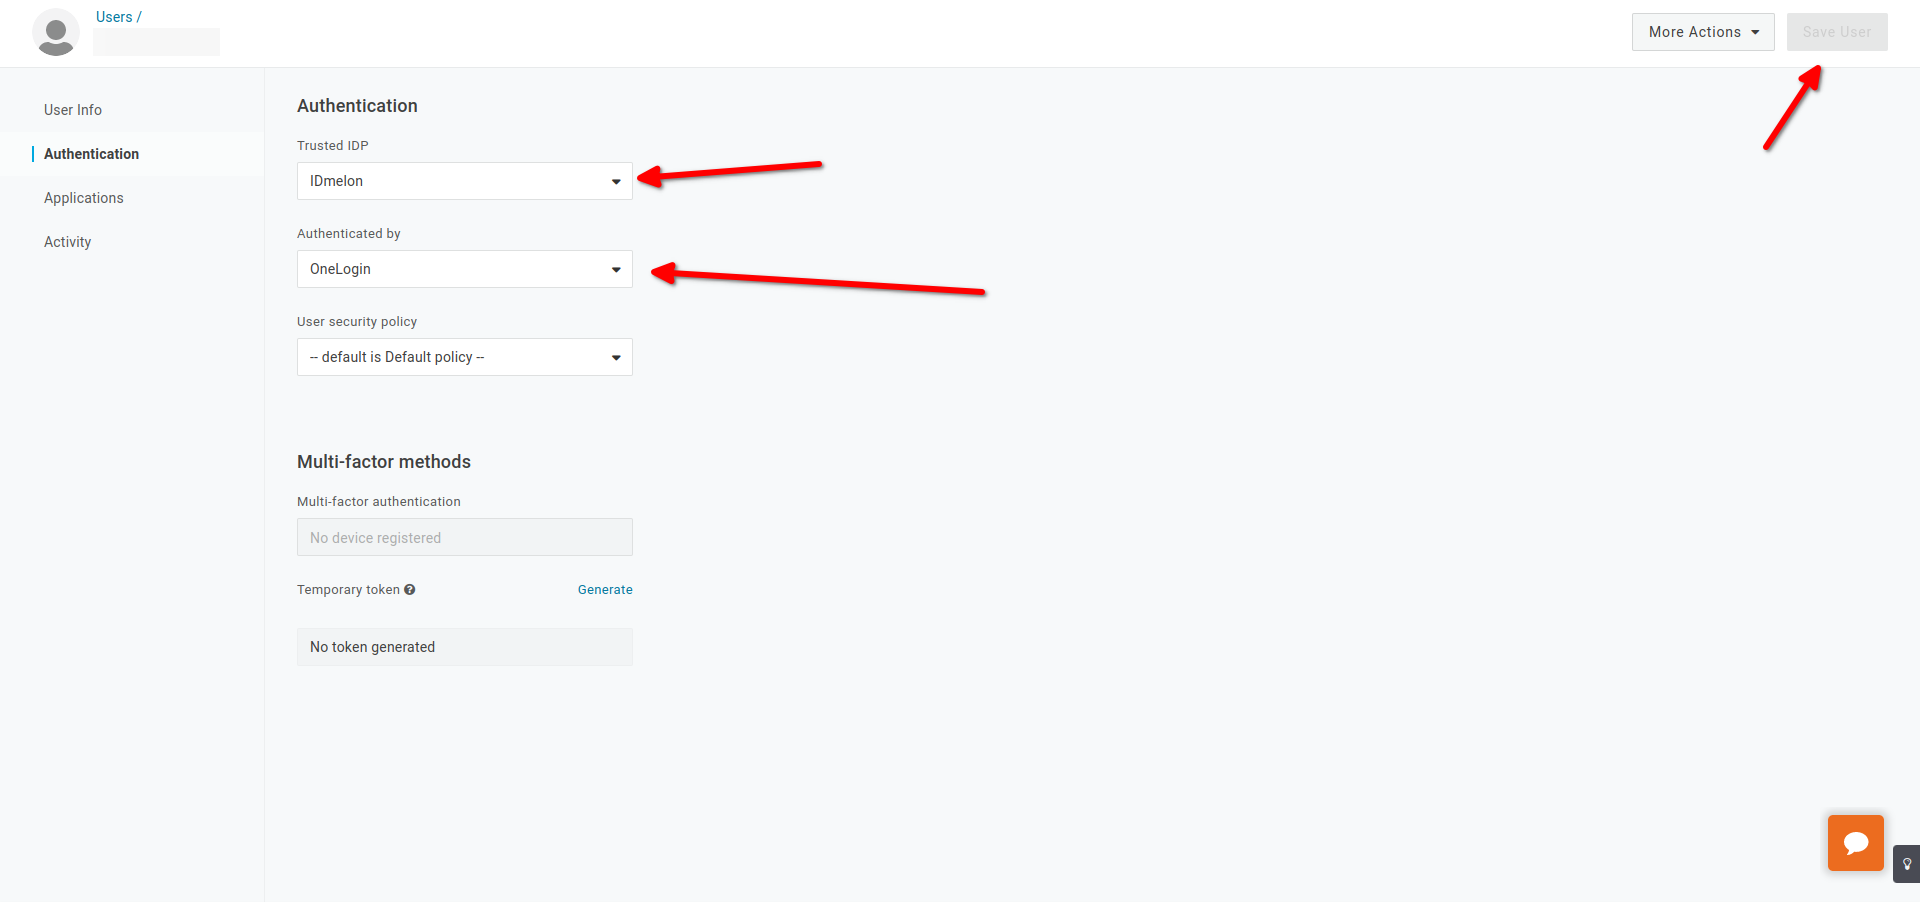 Users /
More Actions
Save User
User Info
Authentication
Applications
Activity
Authentication
Trusted IDP
IDmelon
Authenticated by
OneLogin
User security policy
-- default is Default policy --
Multi-factor methods
Multi-factor authentication
No device registered
Temporary token ?
Generate
No token generated